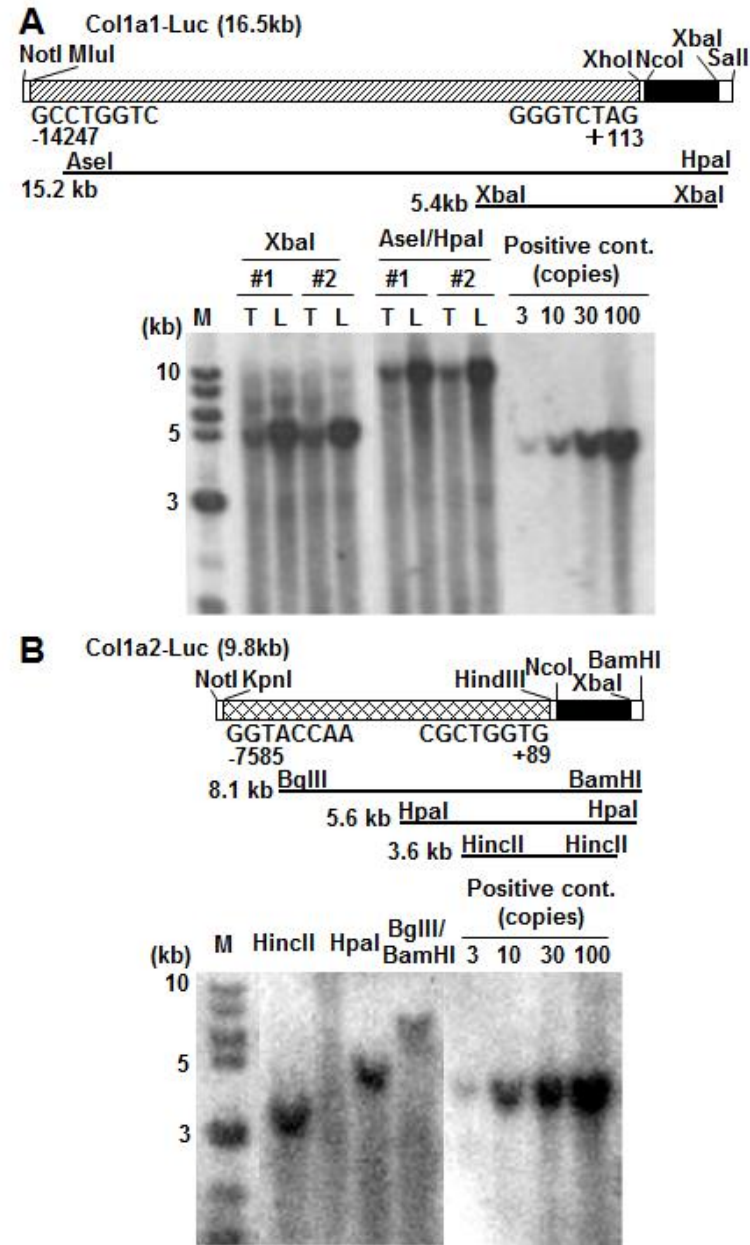 A
Col1a1-Luc (16.5kb)
NotI MluI XhoI NcoI XbaI SalI
GCCTGGTC GGGTCTAG
-14247 +113
AseI HpaI
15.2 kb
5.4kb XbaI XbaI
XbaI AseI/HpaI Positive cont.
(copies)
#1 #2 #1 #2
(kb) M T L T L T L T L 3 10 30 100
10
5
3
B
Col1a2-Luc (9.8kb)
NotI KpnI HindIII NcoI XbaI BamHI
GGTACCAA CGCTGGTG
-7585 +89
8.1 kb BglII BamHI
5.6 kb HpaI HpaI
3.6 kb HincII HincII
Positive cont.
(copies)
(kb) M HincII HpaI BglII/
BamHI 3 10 30 100
10
5
3